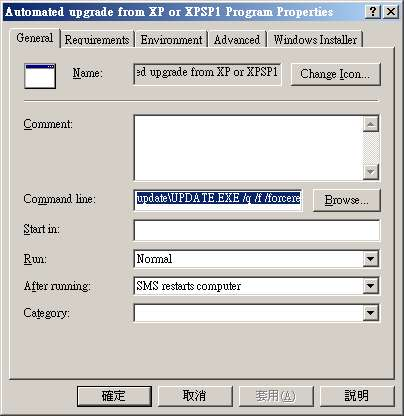 Automated upgrade from XP or XPSP1 Program Properties
General Requirements Environment Advanced Windows Installer
Name: ed upgrade from XP or XPSP1 Change Icon...
Comment:
Command line: update\UPDATE.EXE /q /f /forcere Browse...
Start in:
Run: Normal
After running: SMS restarts computer
Category:
確定 取消 套用(A) 說明